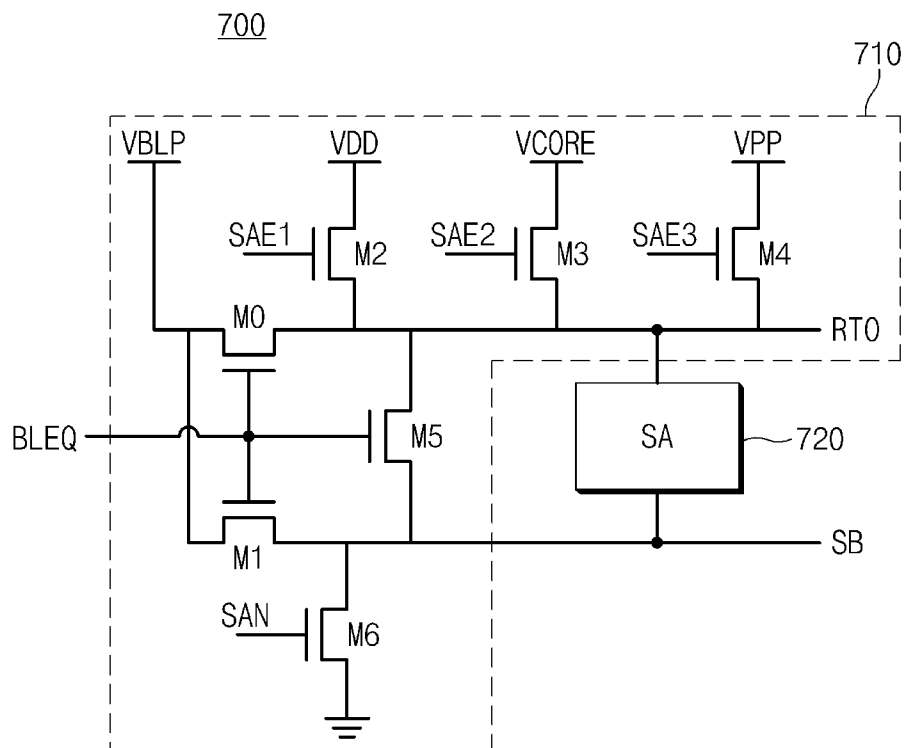 700
710
VBLP VDD VCORE VPP
SAE1 SAE2 SAE3
M2 M3 M4
M0 RTO
BLEQ M5 SA 720
M1 SB
SAN M6